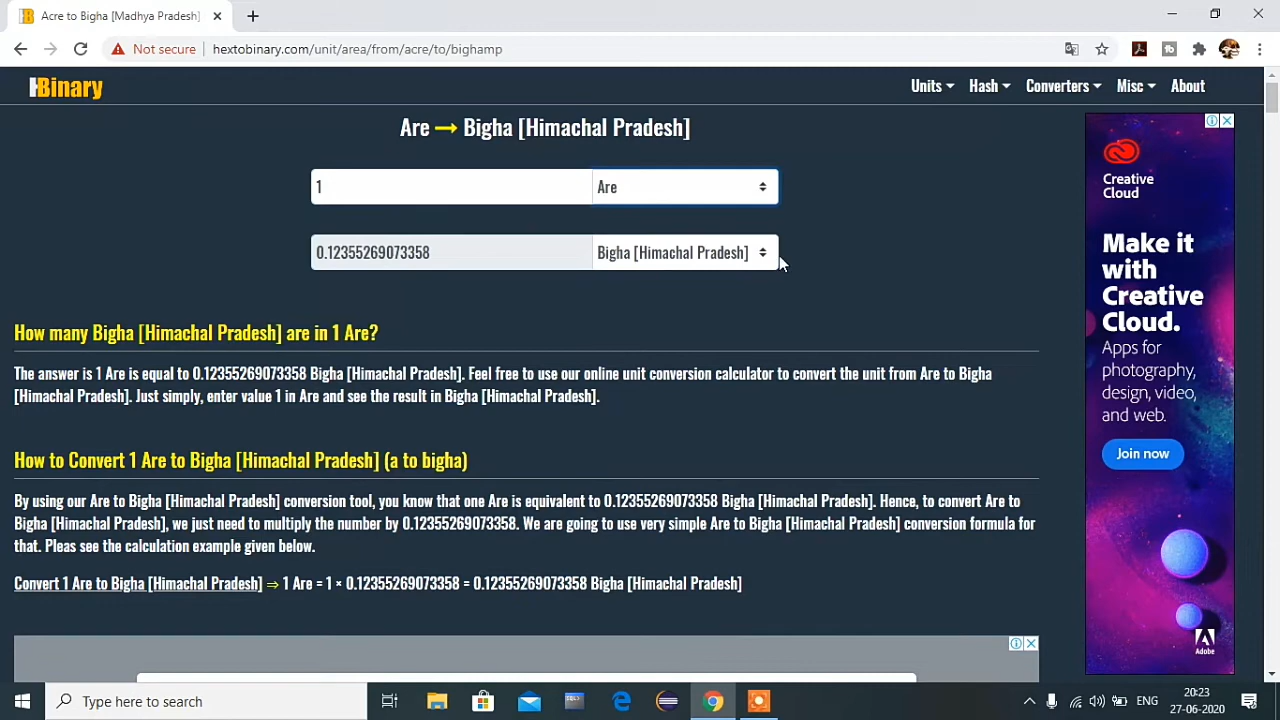 Acre to Bigha [Madhya Pradesh]
Not secure
hextobinary.com/unit/area/from/acre/to/bighamp
Binary
Units
Hash
Converters
Misc
About
Are → Bigha [Himachal Pradesh]
1
Are
0.12355269073358
Bigha [Himachal Pradesh]
How many Bigha [Himachal Pradesh] are in 1 Are?
The answer is 1 Are is equal to 0.12355269073358 Bigha [Himachal Pradesh]. Feel free to use our online unit conversion calculator to convert the unit from Are to Bigha
[Himachal Pradesh]. Just simply, enter value 1 in Are and see the result in Bigha [Himachal Pradesh].
How to Convert 1 Are to Bigha [Himachal Pradesh] (a to bigha)
By using our Are to Bigha [Himachal Pradesh] conversion tool, you know that one Are is equivalent to 0.12355269073358 Bigha [Himachal Pradesh]. Hence, to convert Are to
Bigha [Himachal Pradesh], we just need to multiply the number by 0.12355269073358. We are going to use very simple Are to Bigha [Himachal Pradesh] conversion formula for
that. Pleas see the calculation example given below.
Convert 1 Are to Bigha [Himachal Pradesh] ⇒ 1 Are = 1 × 0.12355269073358 = 0.12355269073358 Bigha [Himachal Pradesh]
Creative
Cloud
Make it
with
Creative
Cloud.
Apps for
photography,
design, video,
and web.
Join now
Adobe
Type here to search
ENG
20:23
27-06-2020